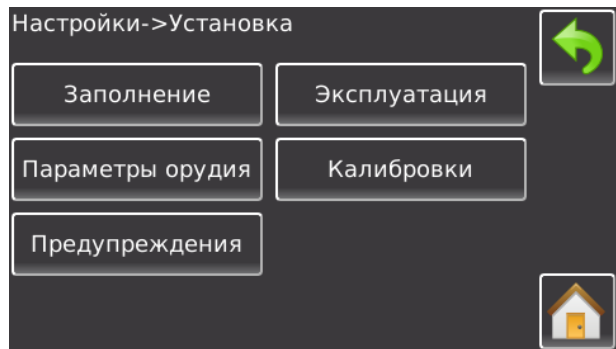 Настройки->Установка
Заполнение
Эксплуатация
Параметры орудия
Калибровки
Предупреждения